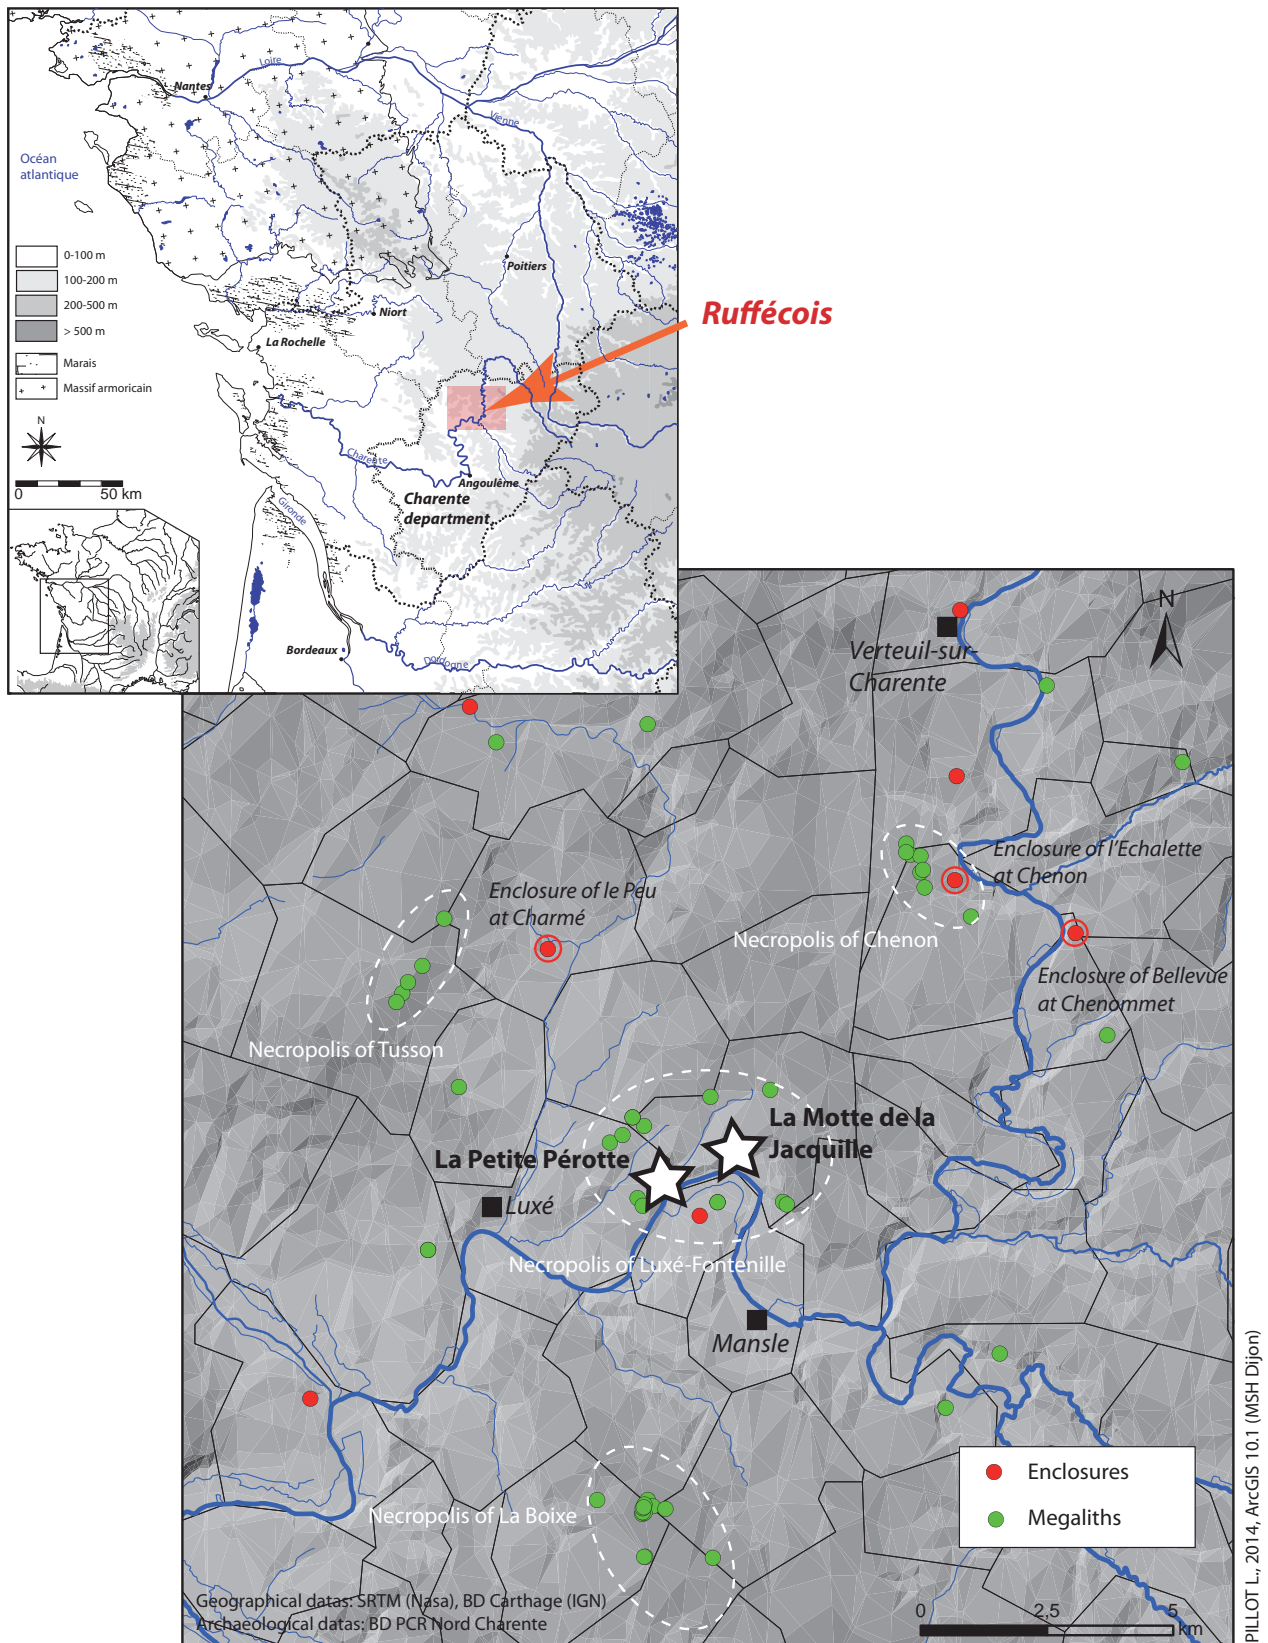 Loire
Nantes
Vienne
Océan
atlantique
0-100 m
100-200 m
200-500 m
> 500 m
Marais
Massif armoricain
Poitiers
Niort
La Rochelle
Ruffécois
N
0 50 km
Charente
Angoulême
Charente
department
Gironde
Bordeaux
Dordogne
N
Verteuil-sur-
Charente
Enclosure of l'Echalette
at Chenon
Enclosure of le Peu
at Charmé
Necropolis of Chenon
Enclosure of Bellevue
at Chenommet
Necropolis of Tusson
La Motte de la
Jacquille
La Petite Pérotte
Luxé
Necropolis of Luxé-Fontenille
Mansle
Necropolis of La Boixe
Enclosures
Megaliths
Geographical datas: SRTM (Nasa), BD Carthage (IGN)
Archaeological datas: BD PCR Nord Charente
0 2,5 5
km
PILLOT L., 2014, ArcGIS 10.1 (MSH Dijon)